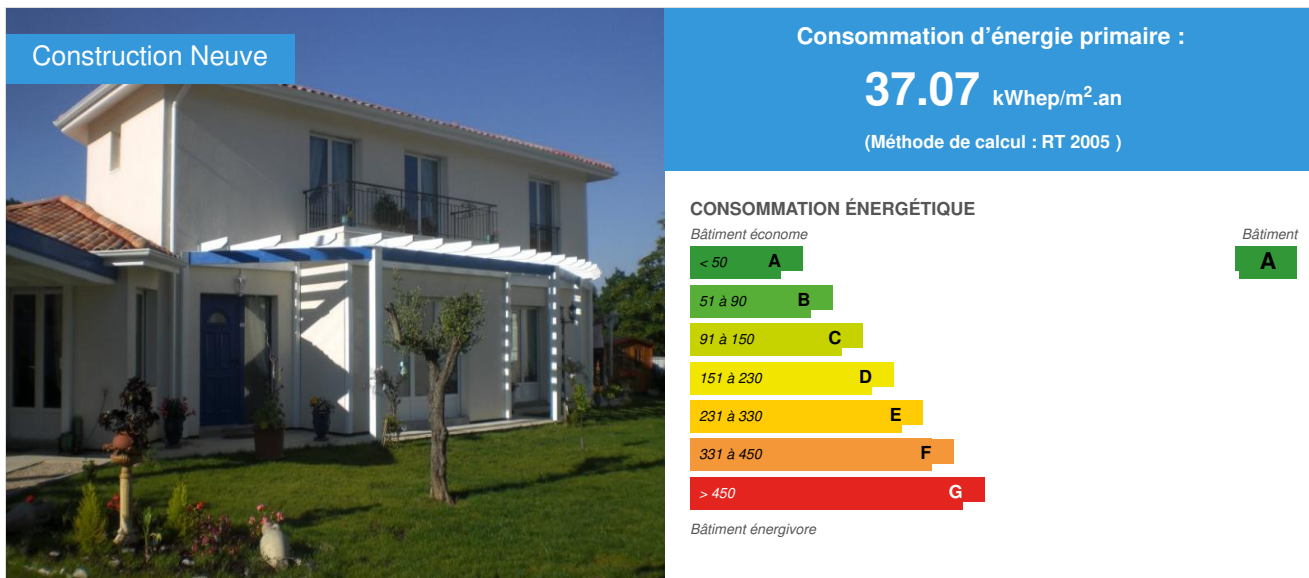 Construction Neuve
Consommation d'énergie primaire :
37.07 kWhep/m².an
(Méthode de calcul : RT 2005 )
CONSOMMATION ÉNERGÉTIQUE
Bâtiment économe
Bâtiment
< 50 A
A
51 à 90 B
91 à 150 C
151 à 230 D
231 à 330 E
331 à 450 F
> 450 G
Bâtiment énergivore